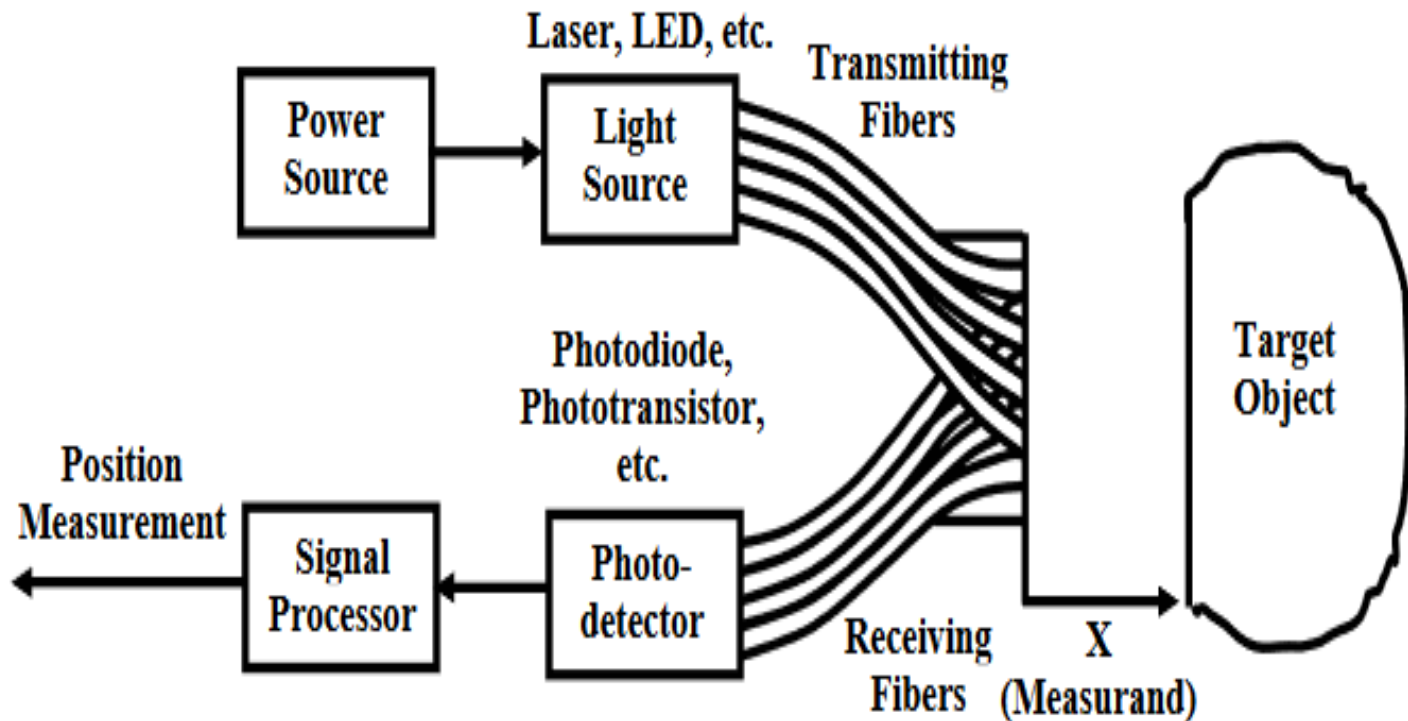 Laser, LED, etc.
Power
Source
Light
Source
Transmitting
Fibers
Target
Object
Photodiode,
Phototransistor,
etc.
Position
Measurement
Signal
Processor
Photo-
detector
Receiving
Fibers
X
(Measurand)